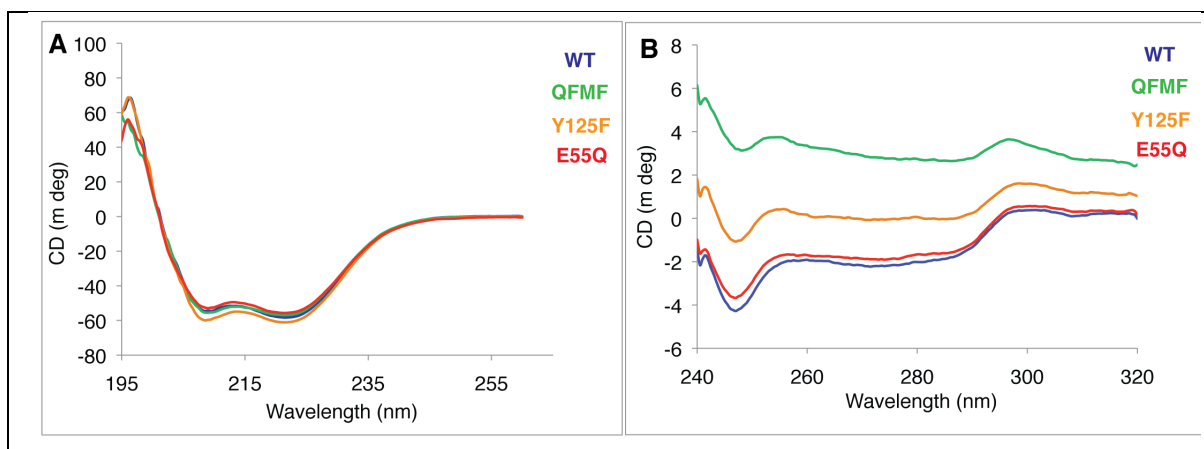 A
100
80
60
40
20
0
-20
-40
-60
-80
195
215
235
255
CD (m deg)
Wavelength (nm)
WT
QFMF
Y125F
E55Q
B
8
6
4
2
0
-2
-4
-6
240
260
280
300
320
CD (m deg)
Wavelength (nm)
WT
QFMF
Y125F
E55Q